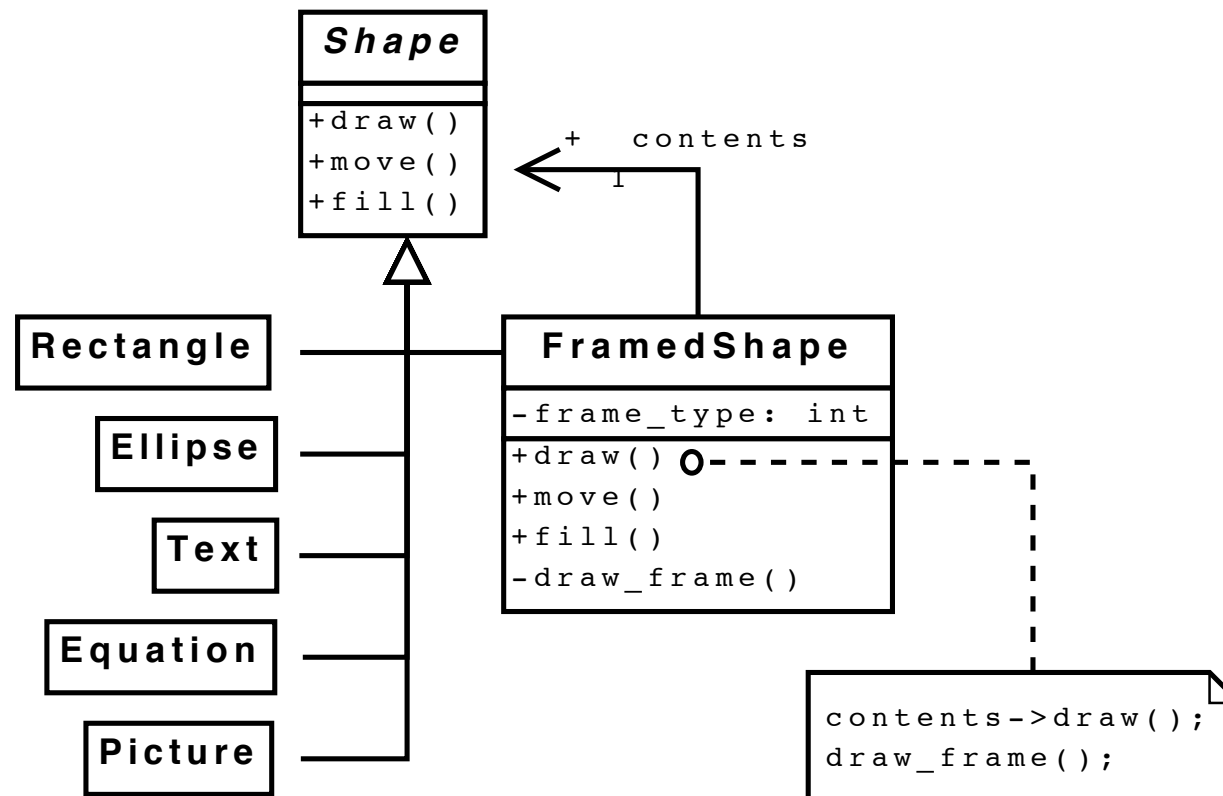 Shape
+draw()
+move()
+fill()
+ contents
1
Rectangle
Ellipse
Text
Equation
Picture
FramedShape
-frame_type: int
+draw()
+move()
+fill()
-draw_frame()
contents->draw();
draw_frame();